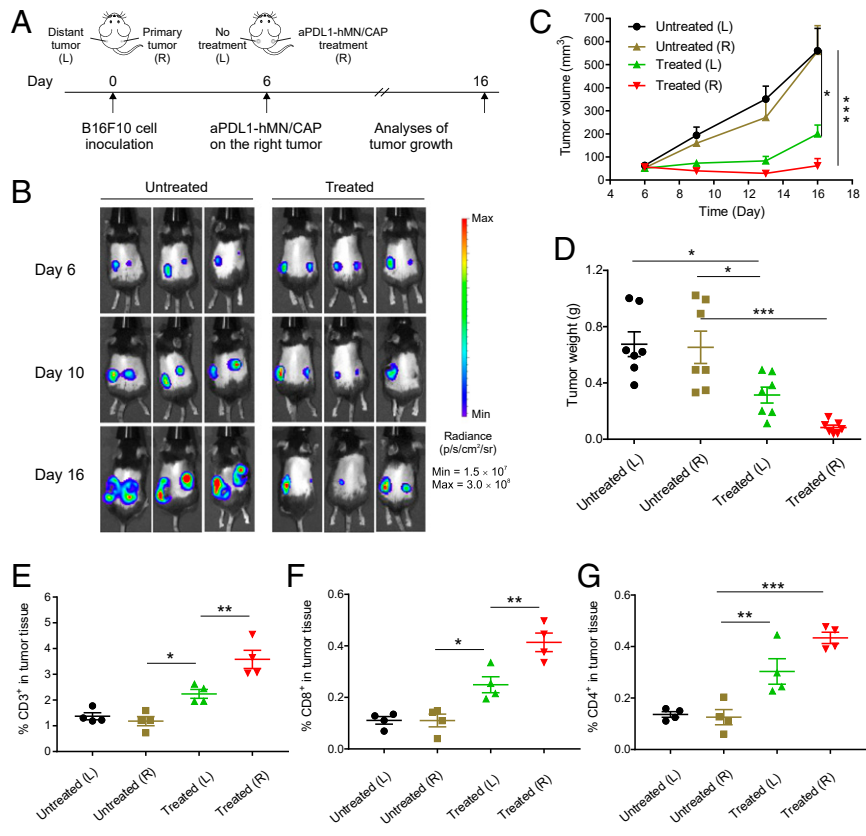 A
Distant
tumor
(L)
Primary
tumor
(R)
No
treatment
(L)
aPDL1-hMN/CAP
treatment
(R)
Day
0
6
16
B16F10 cell
inoculation
aPDL1-hMN/CAP
on the right tumor
Analyses of
tumor growth
B
Untreated
Treated
Day 6
Day 10
Day 16
Max
Min
Radiance
(p/s/cm²/sr)
Min = 1.5 × 10⁷
Max = 3.0 × 10⁸
C
Tumor volume (mm³)
700
600
500
400
300
200
100
0
4
6
8
10
12
14
16
18
Time (Day)
Untreated (L)
Untreated (R)
Treated (L)
Treated (R)
*
***
D
Tumor weight (g)
1.2
0.8
0.4
0.0
*
*
***
Untreated (L)
Untreated (R)
Treated (L)
Treated (R)
E
% CD3⁺ in tumor tissue
6
5
4
3
2
1
0
*
**
Untreated (L)
Untreated (R)
Treated (L)
Treated (R)
F
% CD8⁺ in tumor tissue
0.6
0.4
0.2
0.0
*
**
Untreated (L)
Untreated (R)
Treated (L)
Treated (R)
G
% CD4⁺ in tumor tissue
0.6
0.4
0.2
0.0
**
***
Untreated (L)
Untreated (R)
Treated (L)
Treated (R)